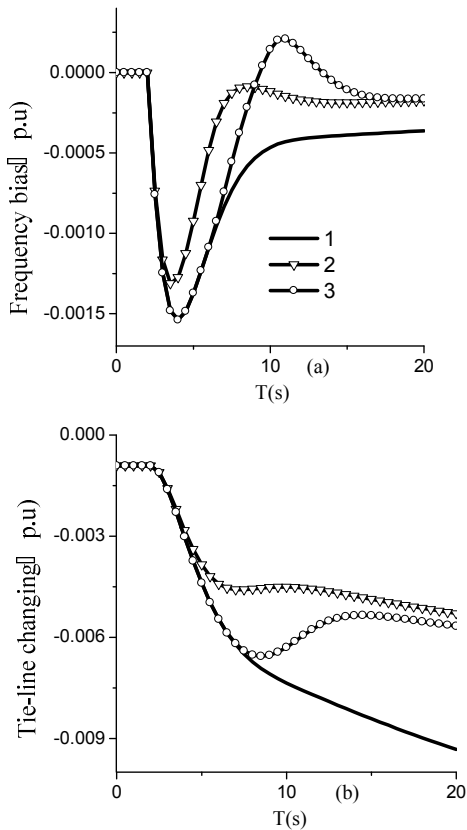 0.0000
-0.0005
-0.0010
-0.0015
Frequency bias▯ p.u)
1
2
3
0 10 20
(a)
T(s)
0.000
-0.003
-0.006
-0.009
Tie-line changing▯ p.u)
0 10 20
(b)
T(s)